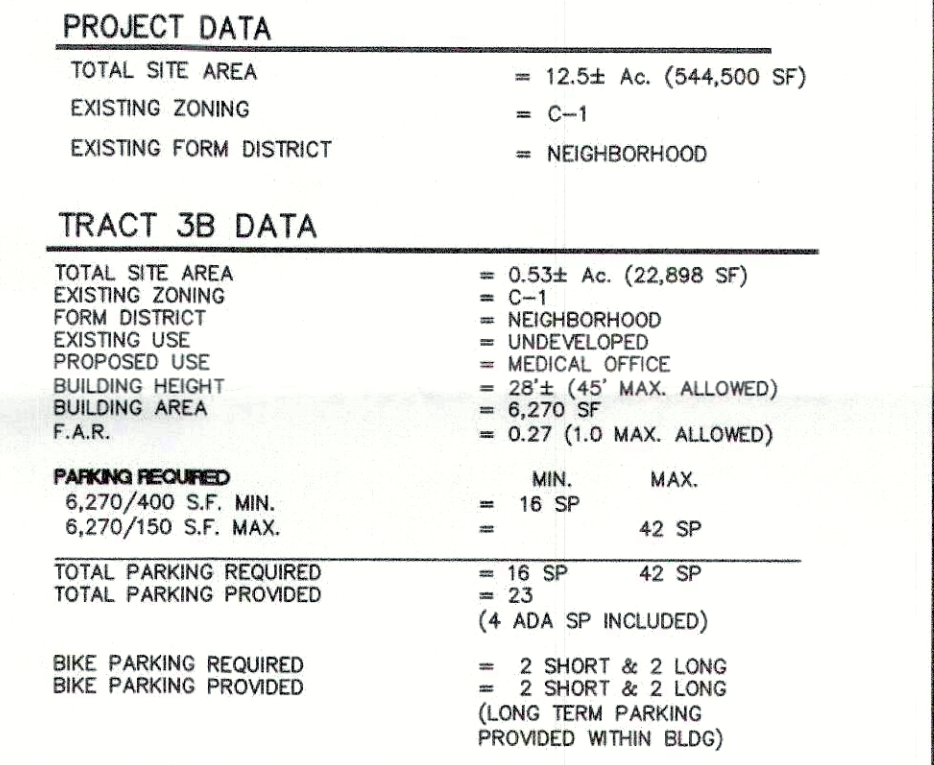 PROJECT DATA
TOTAL SITE AREA = 12.5± Ac. (544,500 SF)
EXISTING ZONING = C-1
EXISTING FORM DISTRICT = NEIGHBORHOOD
TRACT 3B DATA
TOTAL SITE AREA = 0.53± Ac. (22,898 SF)
EXISTING ZONING = C-1
FORM DISTRICT = NEIGHBORHOOD
EXISTING USE = UNDEVELOPED
PROPOSED USE = MEDICAL OFFICE
BUILDING HEIGHT = 28'± (45' MAX. ALLOWED)
BUILDING AREA = 6,270 SF
F.A.R. = 0.27 (1.0 MAX. ALLOWED)
PARKING REQUIRED MIN. MAX.
6,270/400 S.F. MIN. = 16 SP
6,270/150 S.F. MAX. = 42 SP
TOTAL PARKING REQUIRED = 16 SP 42 SP
TOTAL PARKING PROVIDED = 23
(4 ADA SP INCLUDED)
BIKE PARKING REQUIRED = 2 SHORT & 2 LONG
BIKE PARKING PROVIDED = 2 SHORT & 2 LONG
(LONG TERM PARKING
PROVIDED WITHIN BLDG)